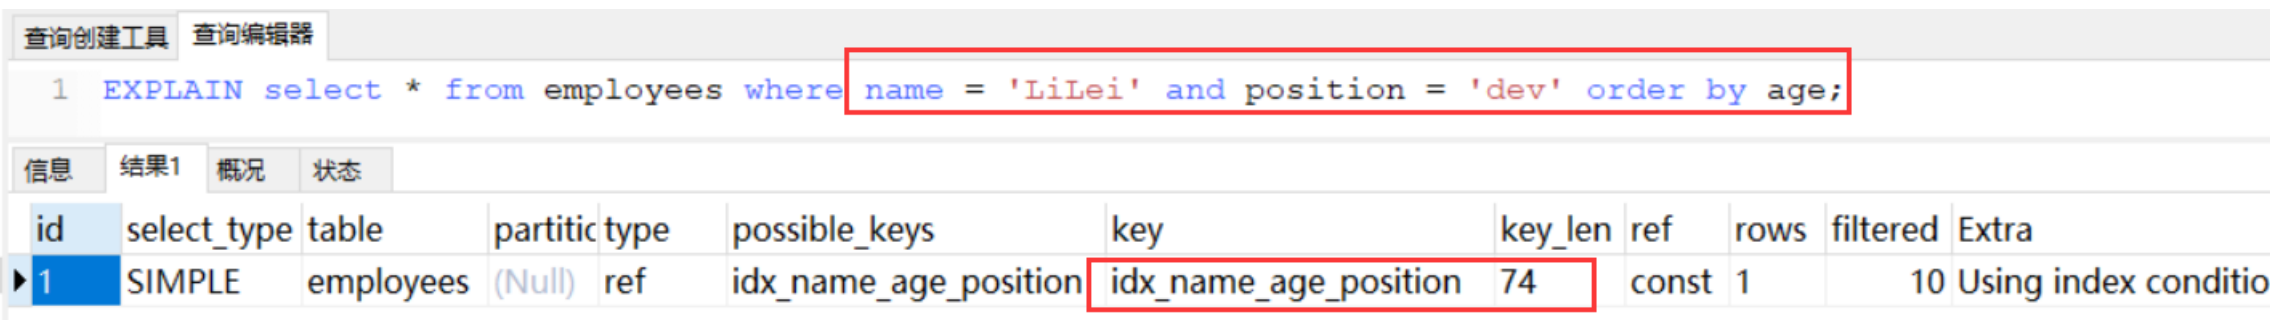 查询创建工具 查询编辑器
1 EXPLAIN select * from employees where name = 'LiLei' and position = 'dev' order by age;
信息 结果1 概况 状态
id select_type table partitic type possible_keys key key_len ref rows filtered Extra
1 SIMPLE employees (Null) ref idx_name_age_position idx_name_age_position 74 const 1 10 Using index conditio